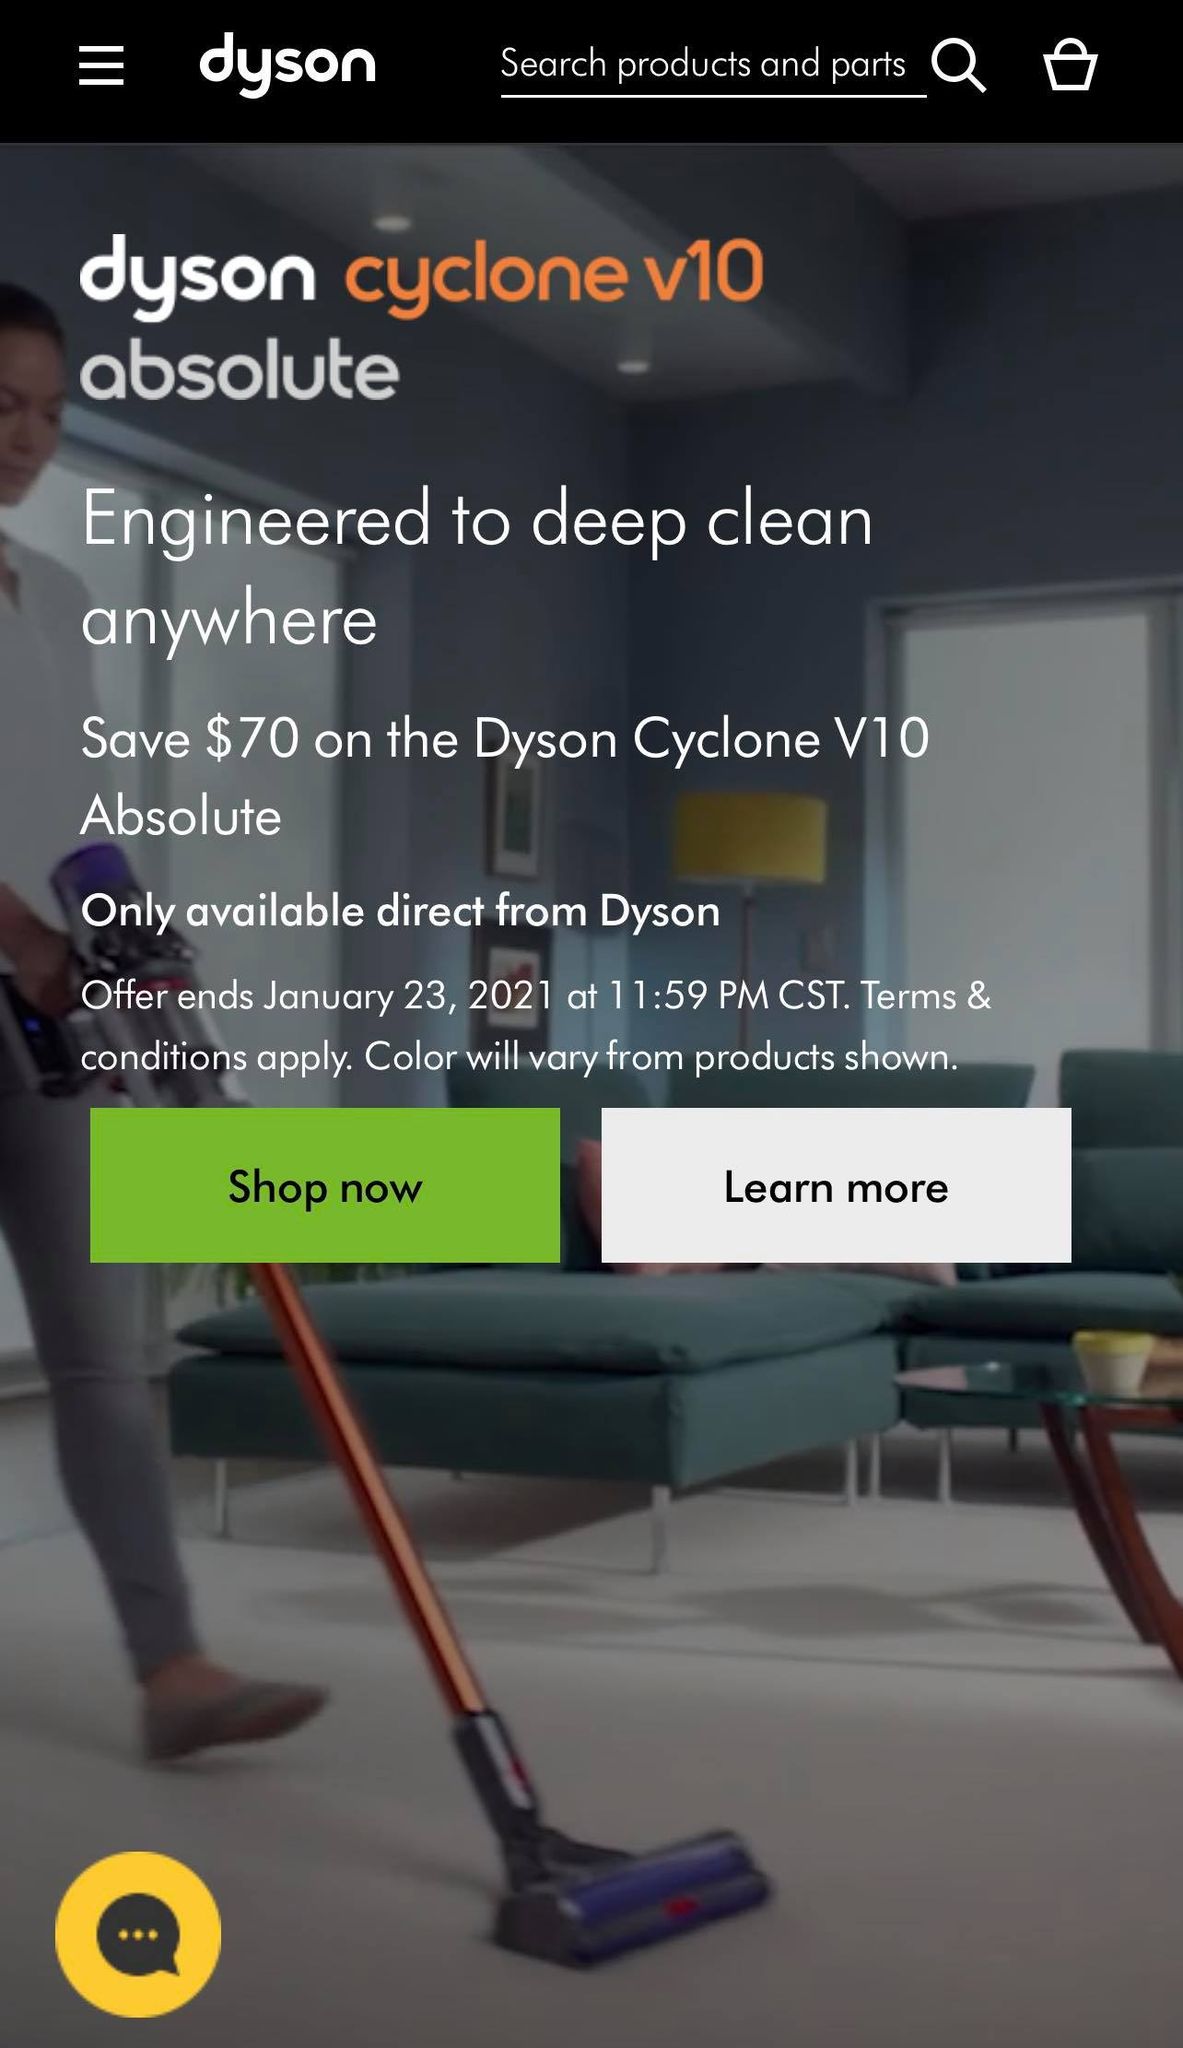 dyson
Search products and parts
dyson cyclone v10
absolute
Engineered to deep clean
anywhere
Save $70 on the Dyson Cyclone V10
Absolute
Only available direct from Dyson
Offer ends January 23, 2021 at 11:59 PM CST. Terms &
conditions apply. Color will vary from products shown.
Shop now
Learn more